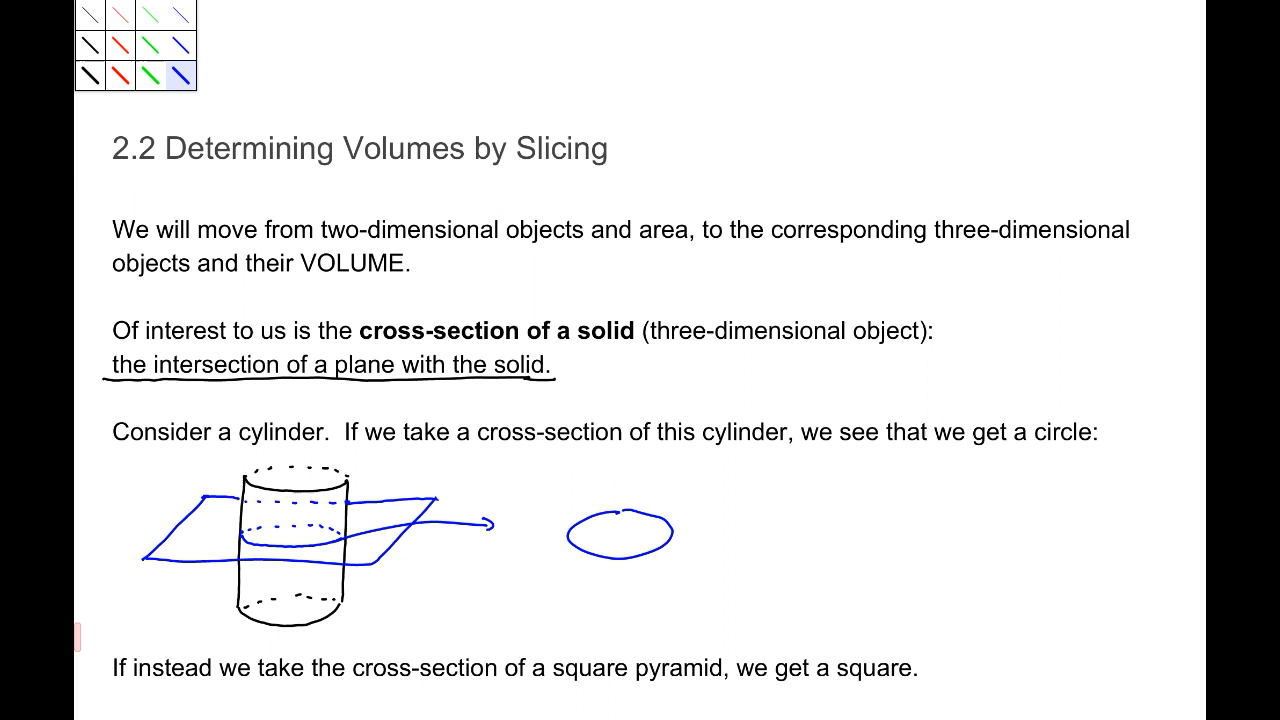 2.2 Determining Volumes by Slicing
We will move from two-dimensional objects and area, to the corresponding three-dimensional
objects and their VOLUME.
Of interest to us is the cross-section of a solid (three-dimensional object):
the intersection of a plane with the solid.
Consider a cylinder.  If we take a cross-section of this cylinder, we see that we get a circle:
If instead we take the cross-section of a square pyramid, we get a square.